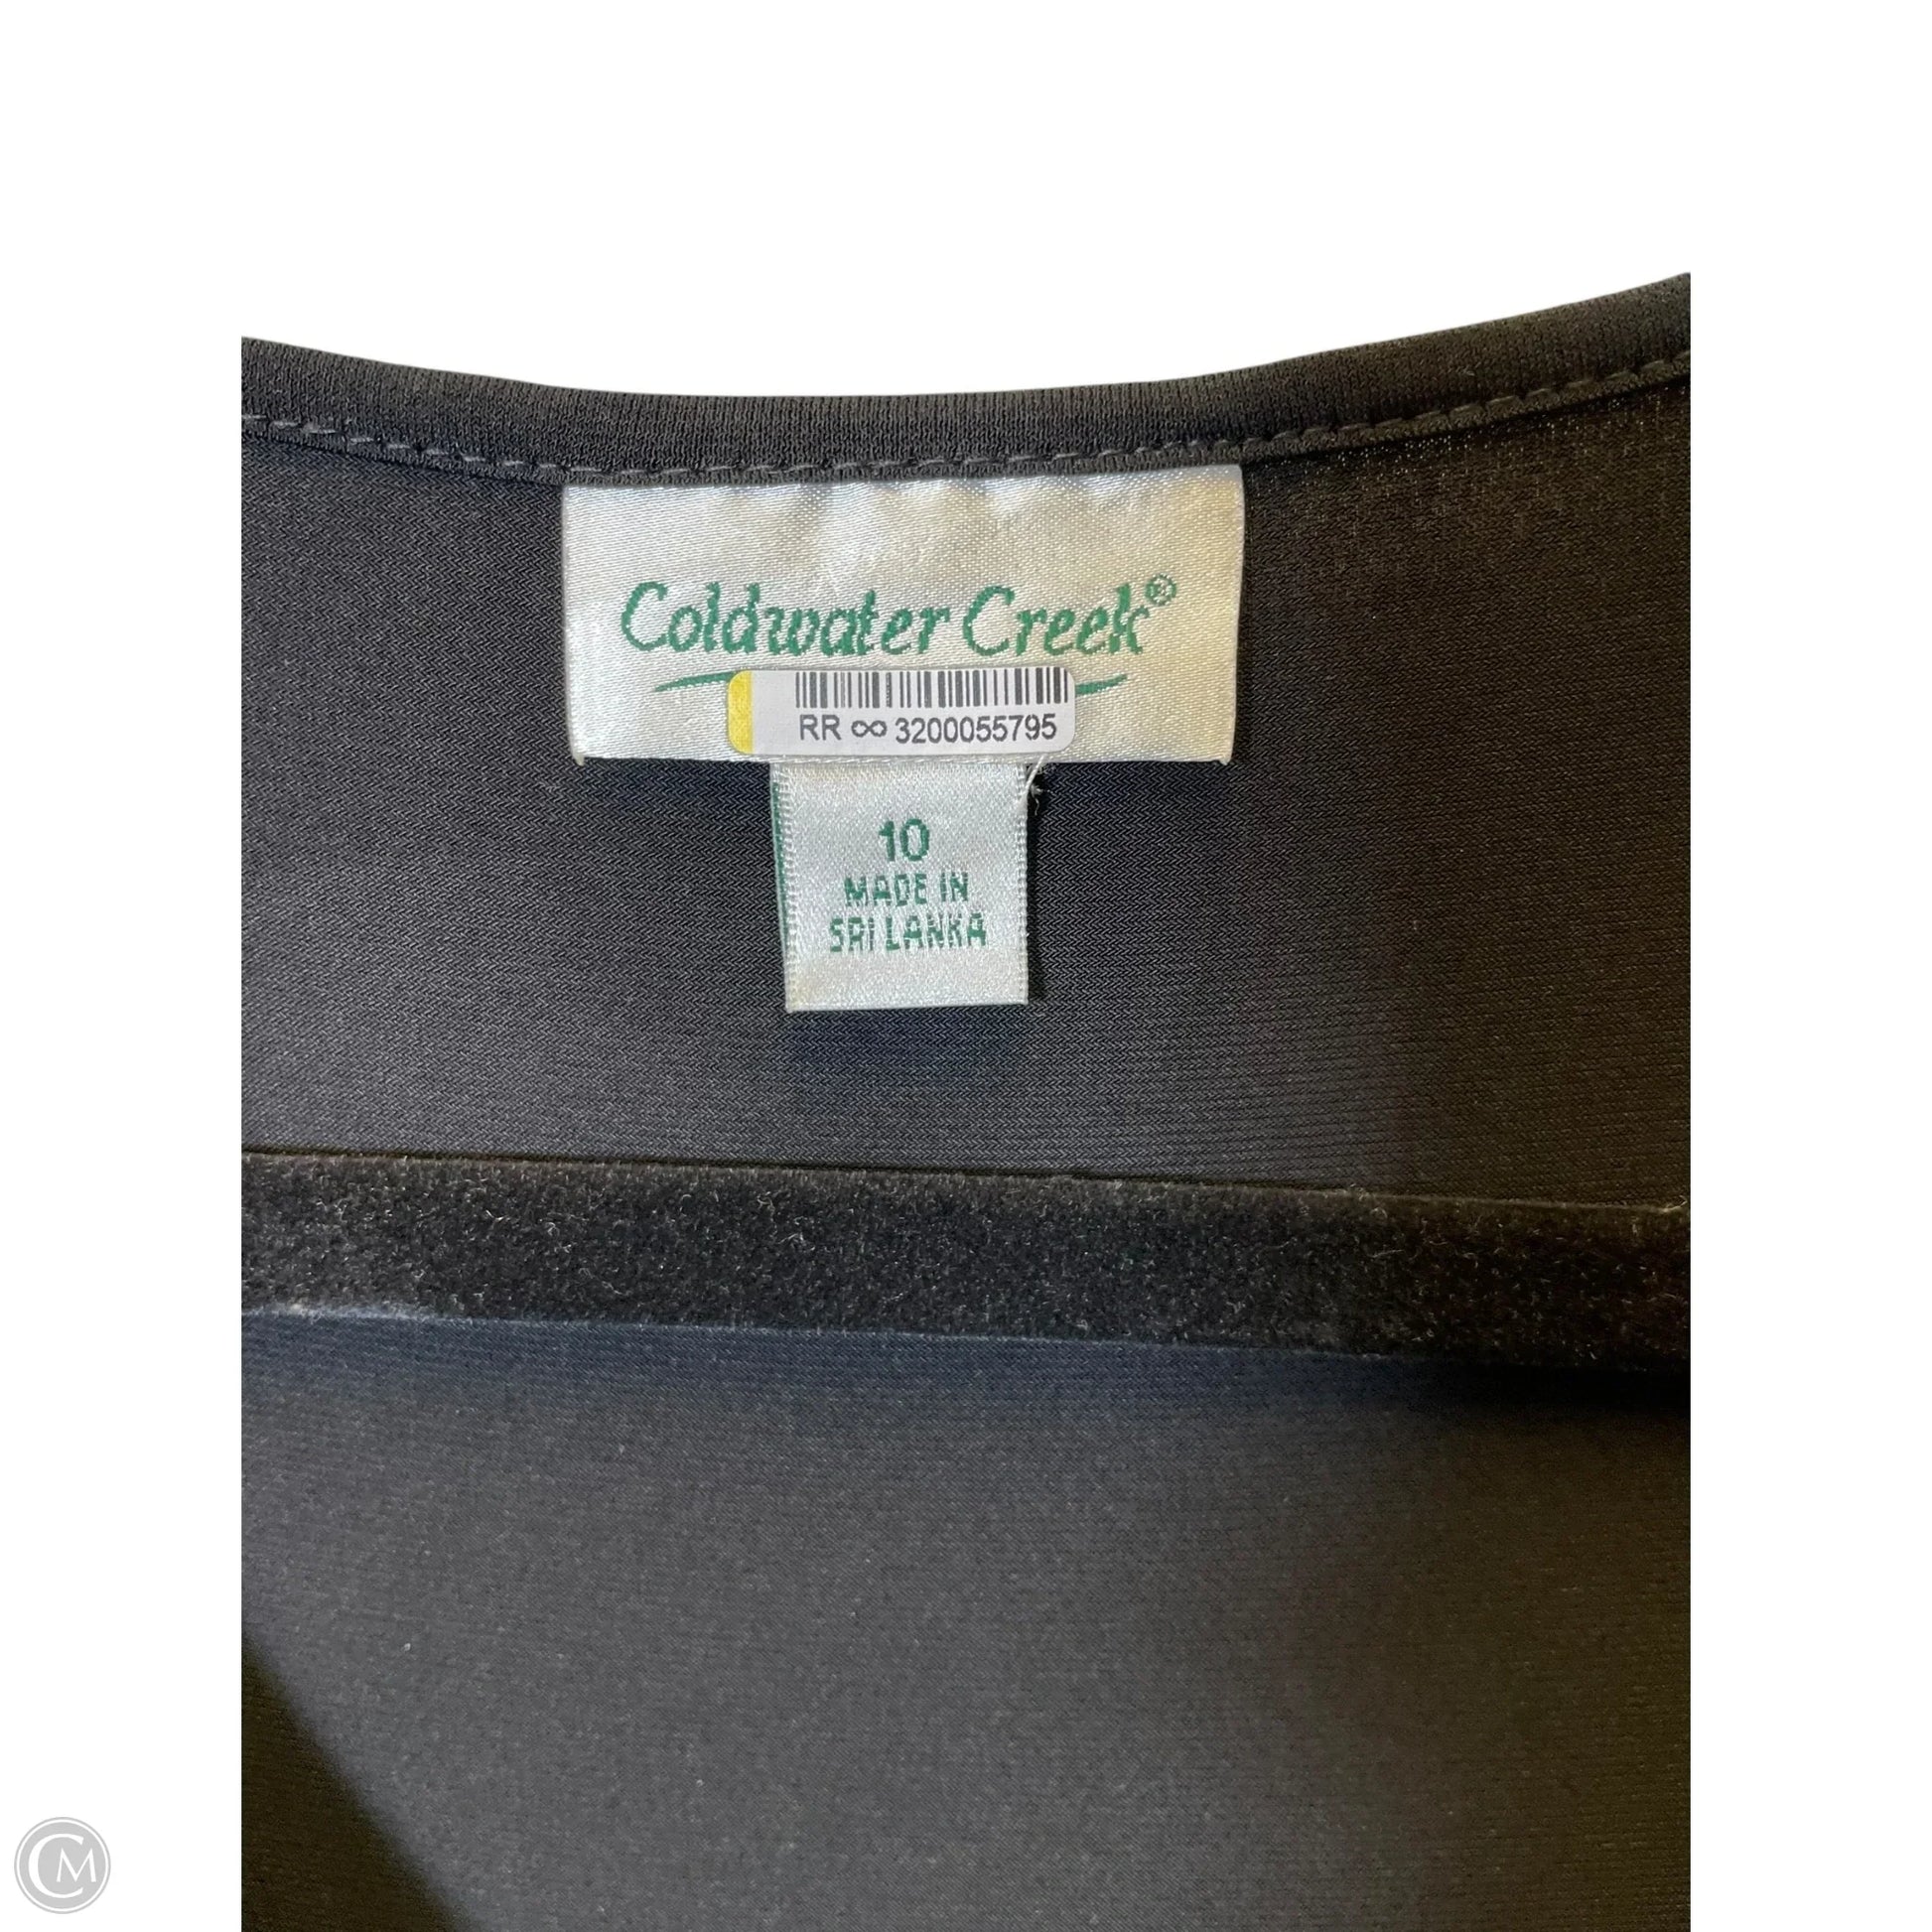 Coldwater Creek®
RR ∞ 3200055795
10
MADE IN
SRI LANKA
CM